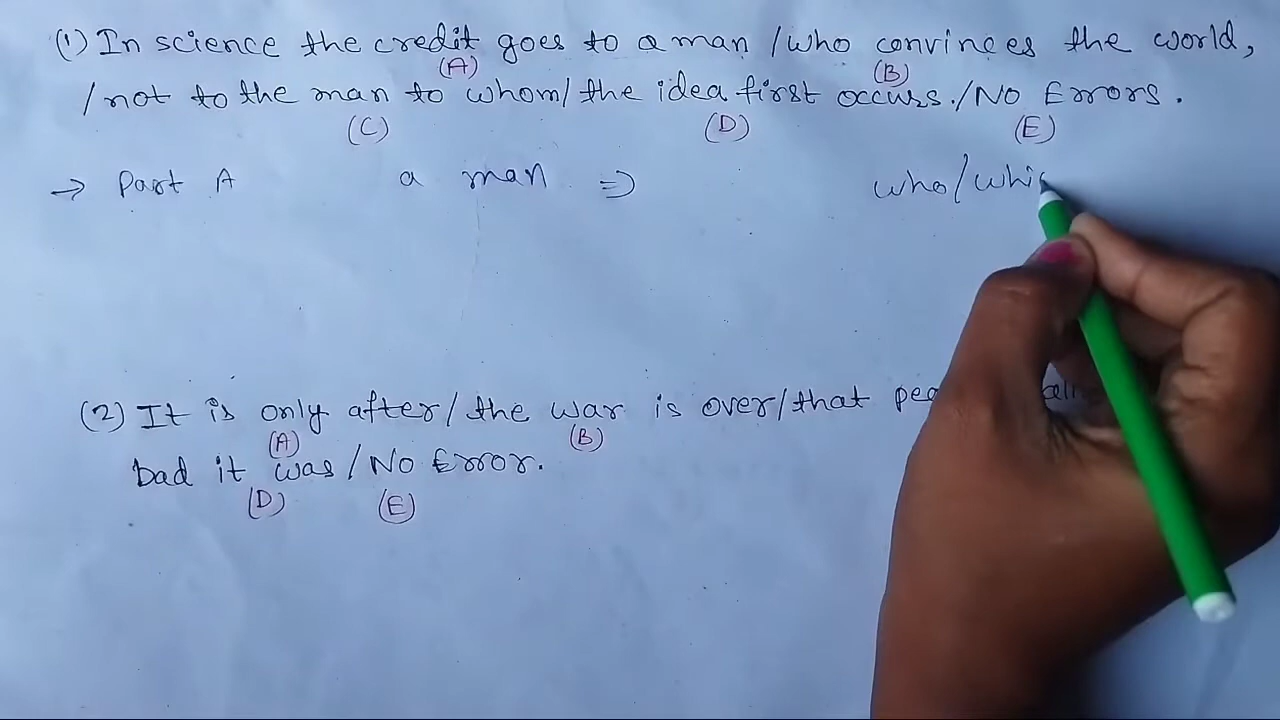 (1) In science the credit goes to a man /who convinces the world,
(A) (B)
/not to the man to whom/ the idea first occurs./No Errors.
(C) (D) (E)
→ Part A a man ⇒ who/whic
(2) It is only after/ the war is over/that
(A) (B)
bad it was /No Error.
(D) (E)